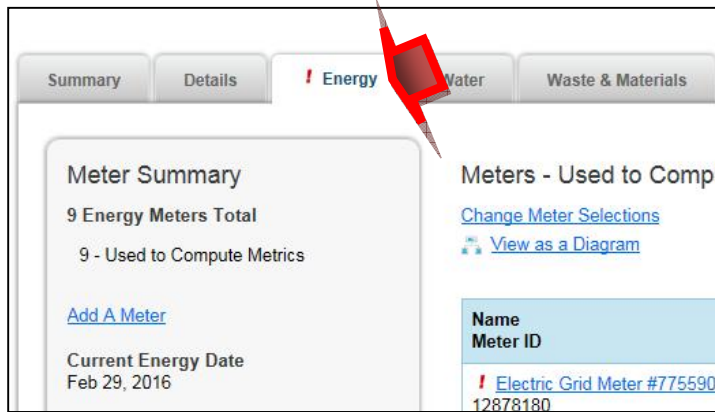 Summary Details ! Energy Water Waste & Materials
Meter Summary
9 Energy Meters Total
9 - Used to Compute Metrics
Add A Meter
Current Energy Date
Feb 29, 2016
Meters - Used to Comp
Change Meter Selections
View as a Diagram
Name
Meter ID
! Electric Grid Meter #775590
12878180